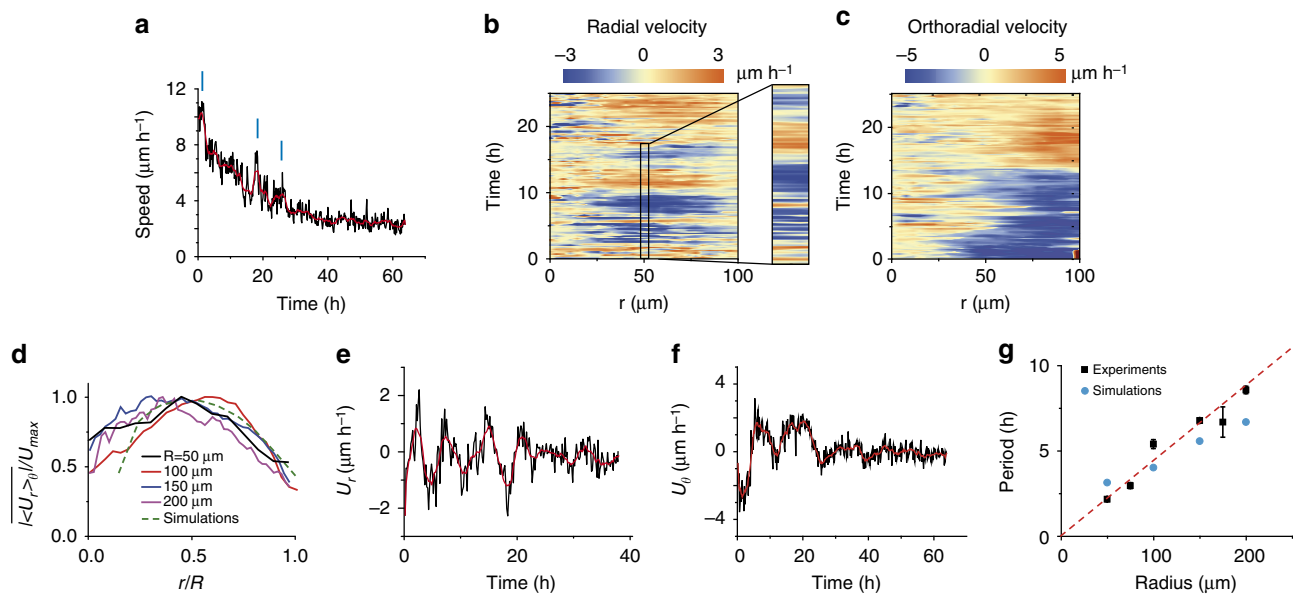 a
12
8
4
0
Speed (μm h⁻¹)
0 20 40 60
Time (h)
b
Radial velocity
−3 0 3
μm h⁻¹
20
10
0
Time (h)
50 100
r (μm)
c
Orthoradial velocity
−5 0 5
μm h⁻¹
20
10
0
Time (h)
50 100
r (μm)
d
1.0
0.5
0.0
|<U_r>_θ|/U_max
R=50 μm
100 μm
150 μm
200 μm
Simulations
0.0 0.5 1.0
r/R
e
2
0
−2
U_r (μm h⁻¹)
0 20 40
Time (h)
f
4
0
−4
U_θ (μm h⁻¹)
0 20 40 60
Time (h)
g
10
5
0
Period (h)
Experiments
Simulations
0 100 200
Radius (μm)